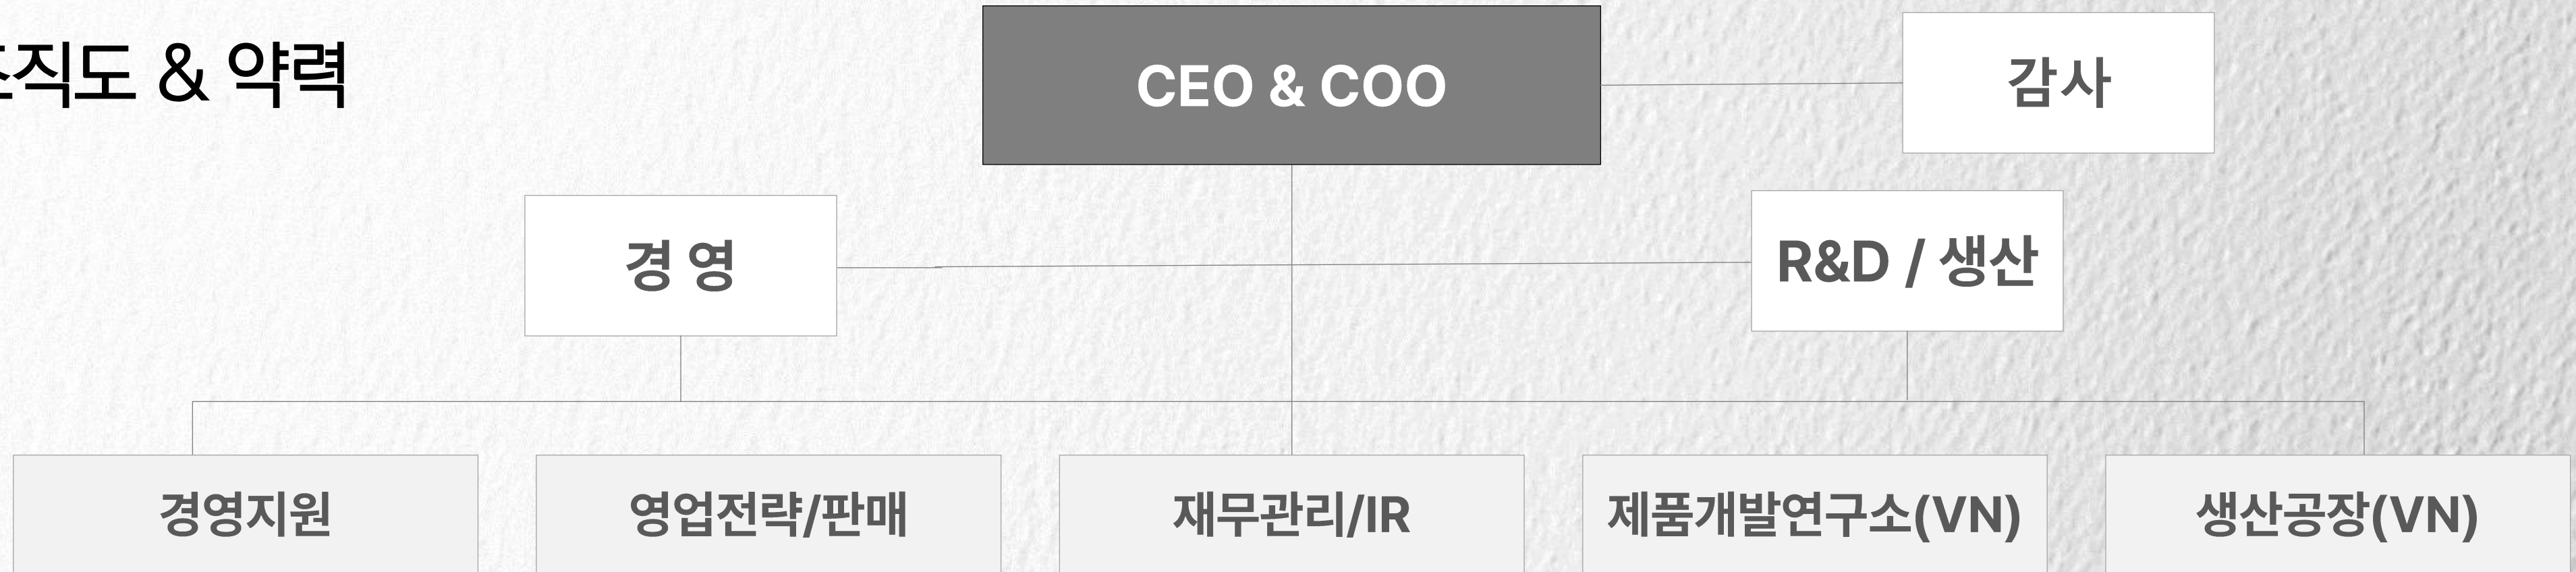 조직도 & 약력
CEO & COO
감사
경 영
R&D / 생산
경영지원
영업전략/판매
재무관리/IR
제품개발연구소(VN)
생산공장(VN)